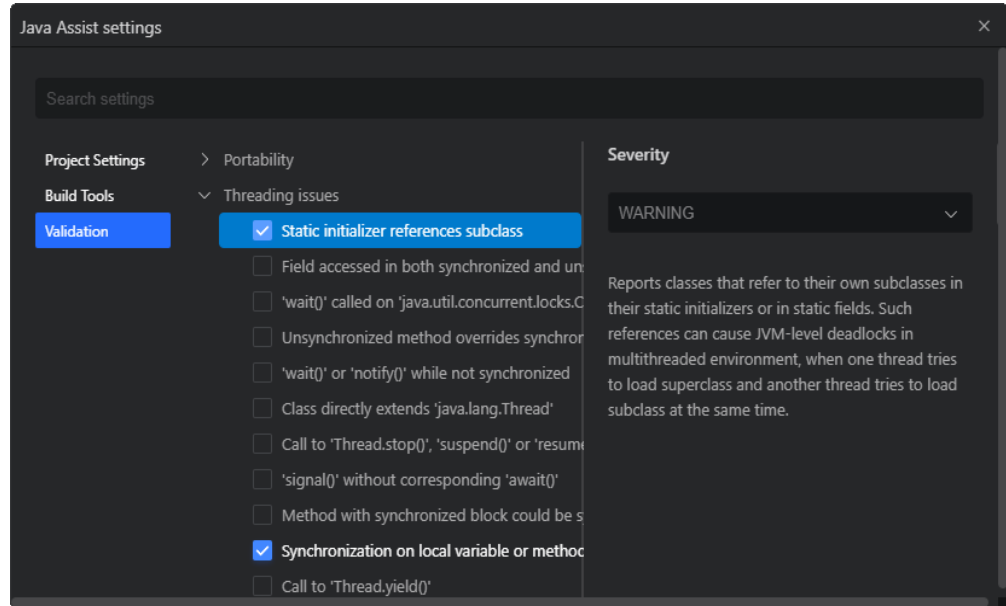 Java Assist settings
Search settings
Project Settings
Build Tools
Validation
Portability
Threading issues
Static initializer references subclass
Field accessed in both synchronized and un
'wait()' called on 'java.util.concurrent.locks.C
Unsynchronized method overrides synchron
'wait()' or 'notify()' while not synchronized
Class directly extends 'java.lang.Thread'
Call to 'Thread.stop()', 'suspend()' or 'resume
'signal()' without corresponding 'await()'
Method with synchronized block could be s
Synchronization on local variable or method
Call to 'Thread.yield()'
Severity
WARNING
Reports classes that refer to their own subclasses in
their static initializers or in static fields. Such
references can cause JVM-level deadlocks in
multithreaded environment, when one thread tries
to load superclass and another thread tries to load
subclass at the same time.